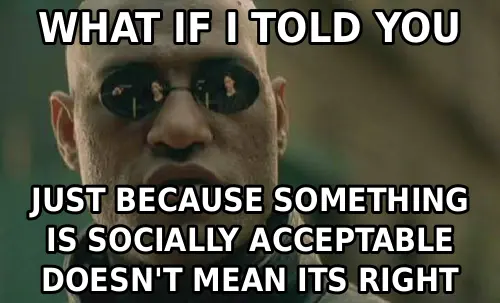 WHAT IF I TOLD YOU
JUST BECAUSE SOMETHING
IS SOCIALLY ACCEPTABLE
DOESN'T MEAN ITS RIGHT